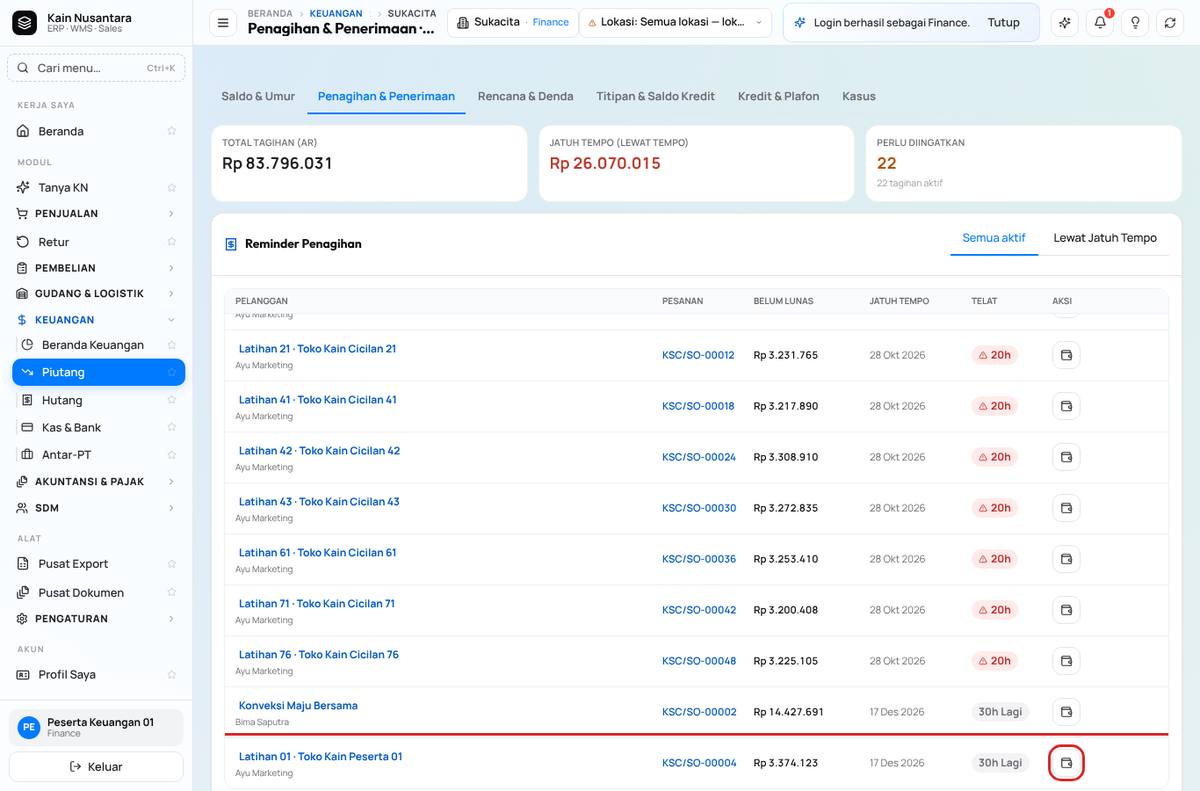 Kain Nusantara
ERP · WMS · Sales
Cari menu... Ctrl+K
KERJA SAYA
Beranda
MODUL
Tanya KN
PENJUALAN
Retur
PEMBELIAN
GUDANG & LOGISTIK
KEUANGAN
Beranda Keuangan
Piutang
Hutang
Kas & Bank
Antar-PT
AKUNTANSI & PAJAK
SDM
ALAT
Pusat Export
Pusat Dokumen
PENGATURAN
AKUN
Profil Saya
PE Peserta Keuangan 01
Finance
Keluar
BERANDA > KEUANGAN > SUKACITA
Penagihan & Penerimaan ·...
Sukacita · Finance
Lokasi: Semua lokasi — lok...
Login berhasil sebagai Finance. Tutup
1
Saldo & Umur Penagihan & Penerimaan Rencana & Denda Titipan & Saldo Kredit Kredit & Plafon Kasus
TOTAL TAGIHAN (AR)
Rp 83.796.031
JATUH TEMPO (LEWAT TEMPO)
Rp 26.070.015
PERLU DIINGATKAN
22
22 tagihan aktif
Reminder Penagihan Semua aktif Lewat Jatuh Tempo
PELANGGAN PESANAN BELUM LUNAS JATUH TEMPO TELAT AKSI
Ayu Marketing
Latihan 21 · Toko Kain Cicilan 21 KSC/SO-00012 Rp 3.231.765 28 Okt 2026 20h
Ayu Marketing
Latihan 41 · Toko Kain Cicilan 41 KSC/SO-00018 Rp 3.217.890 28 Okt 2026 20h
Ayu Marketing
Latihan 42 · Toko Kain Cicilan 42 KSC/SO-00024 Rp 3.308.910 28 Okt 2026 20h
Ayu Marketing
Latihan 43 · Toko Kain Cicilan 43 KSC/SO-00030 Rp 3.272.835 28 Okt 2026 20h
Ayu Marketing
Latihan 61 · Toko Kain Cicilan 61 KSC/SO-00036 Rp 3.253.410 28 Okt 2026 20h
Ayu Marketing
Latihan 71 · Toko Kain Cicilan 71 KSC/SO-00042 Rp 3.200.408 28 Okt 2026 20h
Ayu Marketing
Latihan 76 · Toko Kain Cicilan 76 KSC/SO-00048 Rp 3.225.105 28 Okt 2026 20h
Ayu Marketing
Konveksi Maju Bersama KSC/SO-00002 Rp 14.427.691 17 Des 2026 30h Lagi
Bima Saputra
Latihan 01 · Toko Kain Peserta 01 KSC/SO-00004 Rp 3.374.123 17 Des 2026 30h Lagi
Ayu Marketing